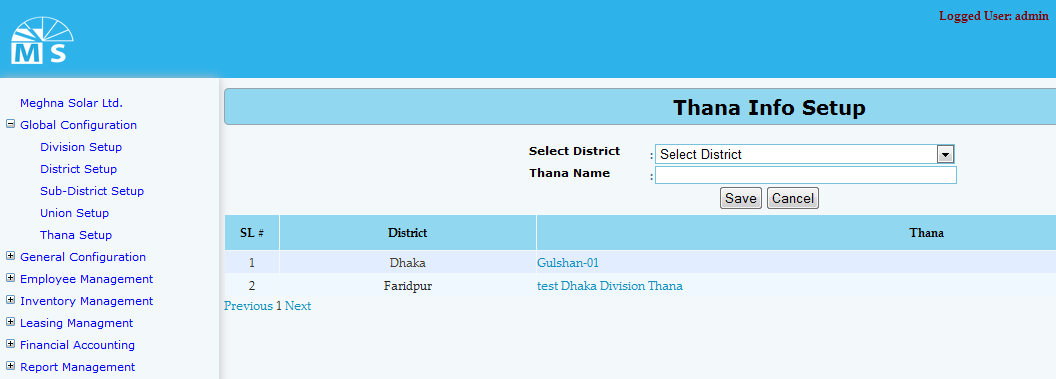 Logged User: admin
M S
Meghna Solar Ltd.
Global Configuration
Division Setup
District Setup
Sub-District Setup
Union Setup
Thana Setup
General Configuration
Employee Management
Inventory Management
Leasing Managment
Financial Accounting
Report Management
Thana Info Setup
Select District : Select District
Thana Name :
Save Cancel
SL # District Thana
1 Dhaka Gulshan-01
2 Faridpur test Dhaka Division Thana
Previous 1 Next